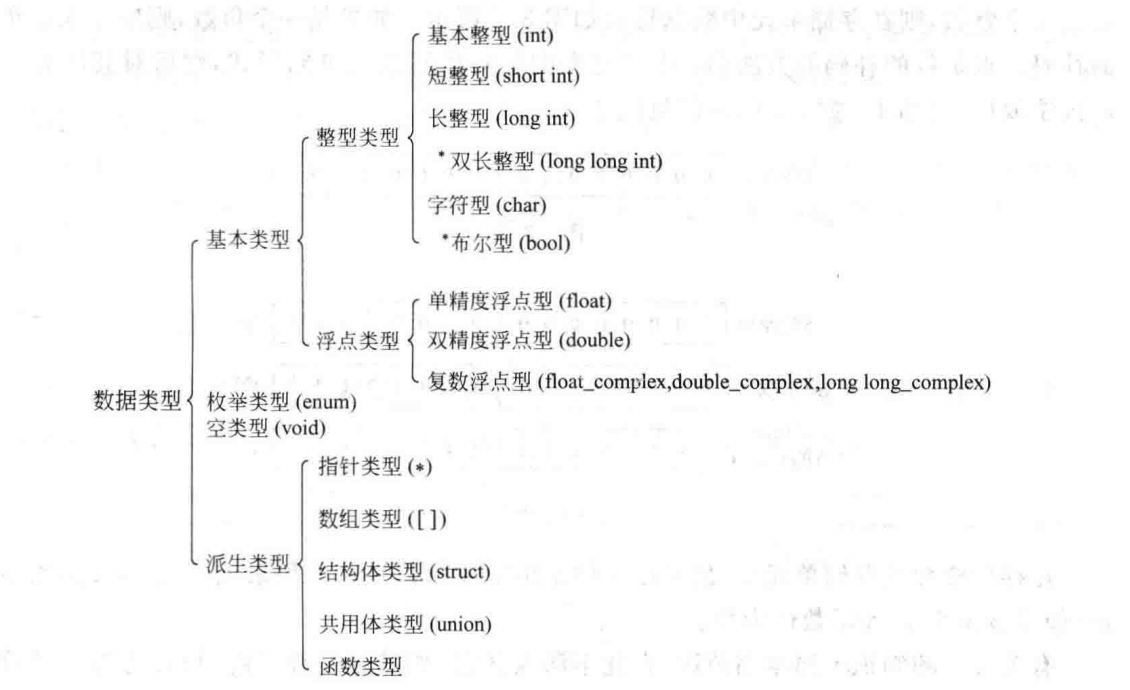 基本整型 (int)
短整型 (short int)
长整型 (long int)
整型类型
*双长整型 (long long int)
字符型 (char)
*布尔型 (bool)
基本类型
单精度浮点型 (float)
浮点类型
双精度浮点型 (double)
复数浮点型 (float_complex,double_complex,long long_complex)
数据类型
枚举类型 (enum)
空类型 (void)
指针类型 (*)
数组类型 ([ ])
派生类型
结构体类型 (struct)
共用体类型 (union)
函数类型